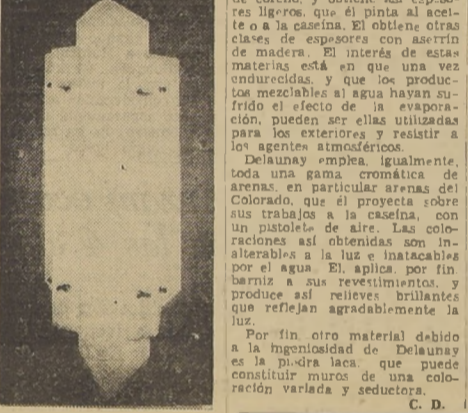 res ligeros, que él pinta al acei-
te o a la caseína. El obtiene otras
clases de espesores con aserrín
de madera. El interés de estas
materias está en que una vez
endurecidas, y que los produc-
tos mezclables al agua hayan su-
frido el efecto de la evapora-
ción, pueden ser ellas utilizadas
para los exteriores y resistir a
los agentes atmosféricos.
Delaunay emplea, igualmente,
toda una gama cromática de
arenas, en particular arenas del
Colorado, que él proyecta sobre
sus trabajos a la caseína, con
un pistolete de aire. Las colo-
raciones así obtenidas son in-
alterables a la luz e inatacables
por el agua El, aplica, por fin,
barniz a sus revestimientos, y
produce así relieves brillantes
que reflejan agradablemente la
luz.
Por fin, otro material debido
a la ingeniosidad de Delaunay
es la piedra laca, que puede
constituir muros de una colo-
ración variada y seductora.
C. D.